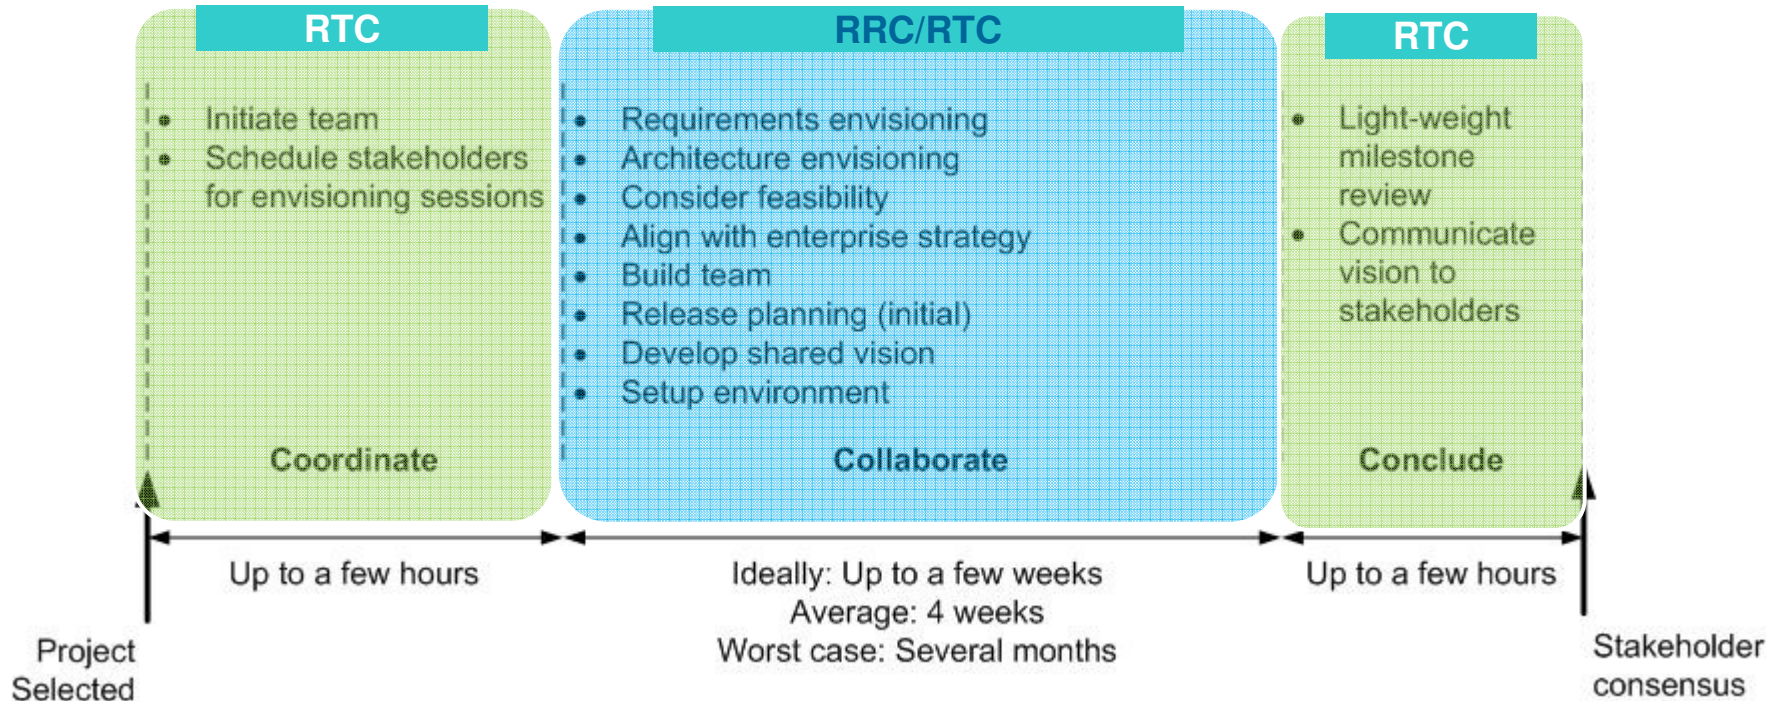 RTC
• Initiate team
• Schedule stakeholders
for envisioning sessions
Coordinate
RRC/RTC
• Requirements envisioning
• Architecture envisioning
• Consider feasibility
• Align with enterprise strategy
• Build team
• Release planning (initial)
• Develop shared vision
• Setup environment
Collaborate
RTC
• Light-weight
milestone
review
• Communicate
vision to
stakeholders
Conclude
Up to a few hours
Ideally: Up to a few weeks
Average: 4 weeks
Worst case: Several months
Up to a few hours
Project
Selected
Stakeholder
consensus